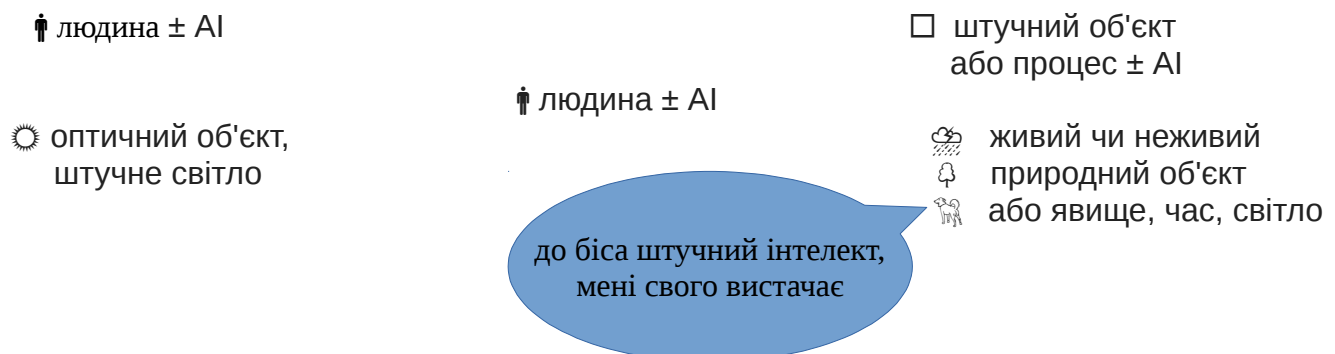 людина ± AI
штучний об'єкт
або процес ± AI
людина ± AI
оптичний об'єкт,
штучне світло
живий чи неживий
природний об'єкт
або явище, час, світло
до біса штучний інтелект,
мені свого вистачає